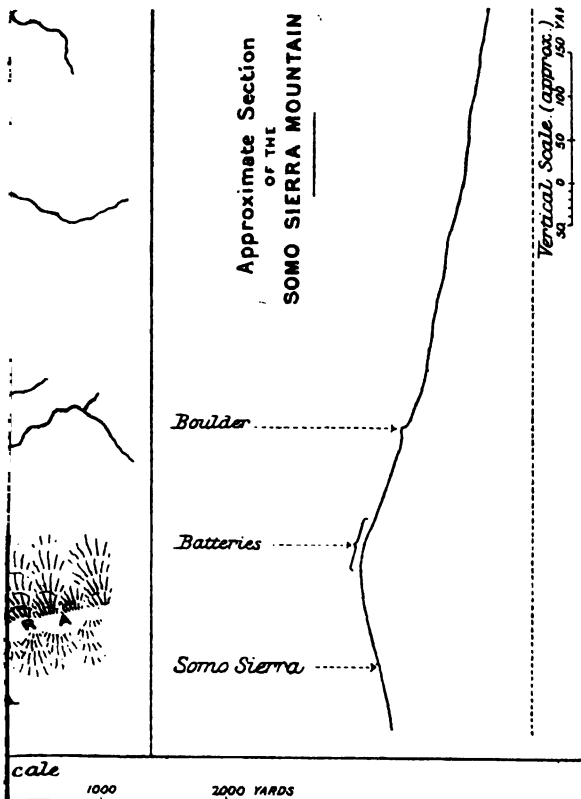 Approximate Section
OF THE
SOMO SIERRA MOUNTAIN
Vertical Scale. (approx.)
50 0 50 100 150 YAR
Boulder
Batteries
Somo Sierra
A
cale
1000 2000 YARDS